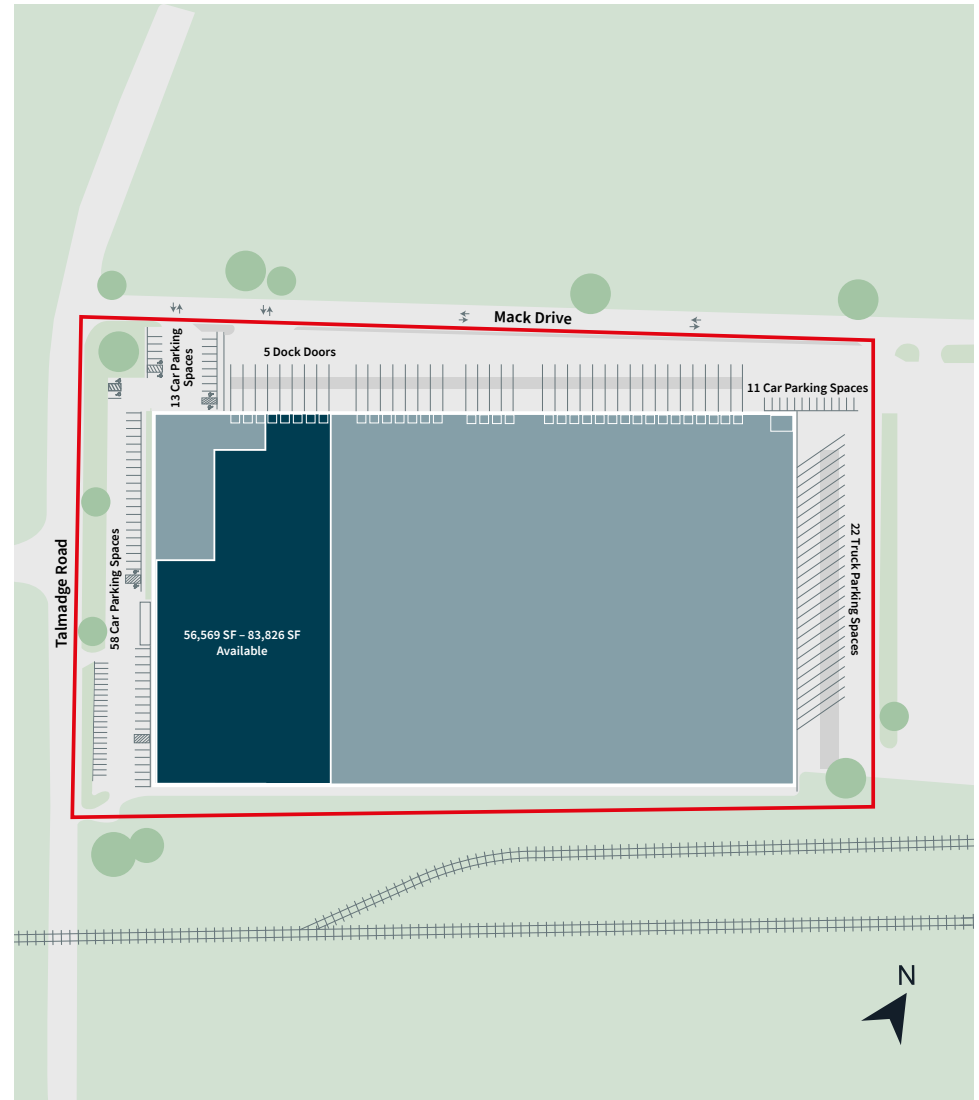 Mack Drive
13 Car Parking
Spaces
5 Dock Doors
11 Car Parking Spaces
Talmadge Road
58 Car Parking Spaces
22 Truck Parking Spaces
56,569 SF – 83,826 SF
Available
N